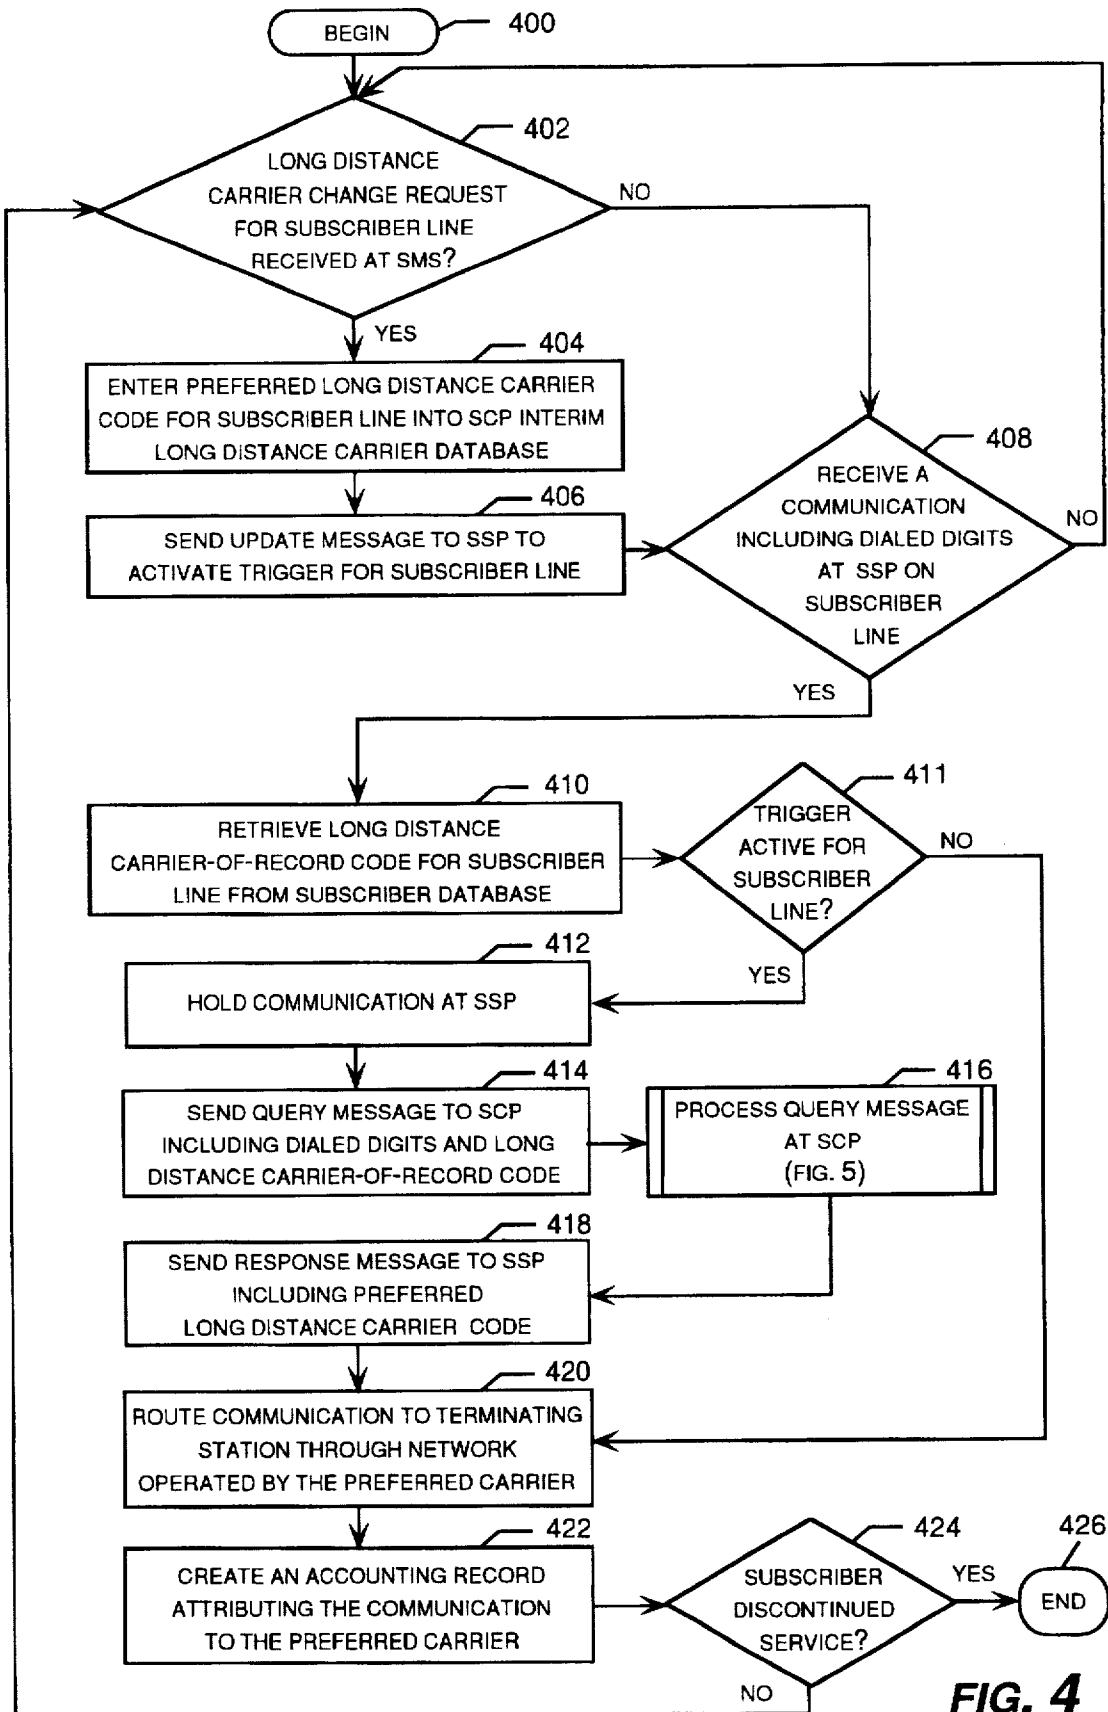 BEGIN
400
402
LONG DISTANCE
CARRIER CHANGE REQUEST
FOR SUBSCRIBER LINE
RECEIVED AT SMS?
NO
YES
404
ENTER PREFERRED LONG DISTANCE CARRIER
CODE FOR SUBSCRIBER LINE INTO SCP INTERIM
LONG DISTANCE CARRIER DATABASE
406
SEND UPDATE MESSAGE TO SSP TO
ACTIVATE TRIGGER FOR SUBSCRIBER LINE
408
RECEIVE A
COMMUNICATION
INCLUDING DIALED DIGITS
AT SSP ON
SUBSCRIBER
LINE
NO
YES
410
RETRIEVE LONG DISTANCE
CARRIER-OF-RECORD CODE FOR SUBSCRIBER
LINE FROM SUBSCRIBER DATABASE
411
TRIGGER
ACTIVE FOR
SUBSCRIBER
LINE?
NO
YES
412
HOLD COMMUNICATION AT SSP
414
SEND QUERY MESSAGE TO SCP
INCLUDING DIALED DIGITS AND LONG
DISTANCE CARRIER-OF-RECORD CODE
416
PROCESS QUERY MESSAGE
AT SCP
(FIG. 5)
418
SEND RESPONSE MESSAGE TO SSP
INCLUDING PREFERRED
LONG DISTANCE CARRIER CODE
420
ROUTE COMMUNICATION TO TERMINATING
STATION THROUGH NETWORK
OPERATED BY THE PREFERRED CARRIER
422
CREATE AN ACCOUNTING RECORD
ATTRIBUTING THE COMMUNICATION
TO THE PREFERRED CARRIER
424
SUBSCRIBER
DISCONTINUED
SERVICE?
YES
426
END
NO
FIG. 4